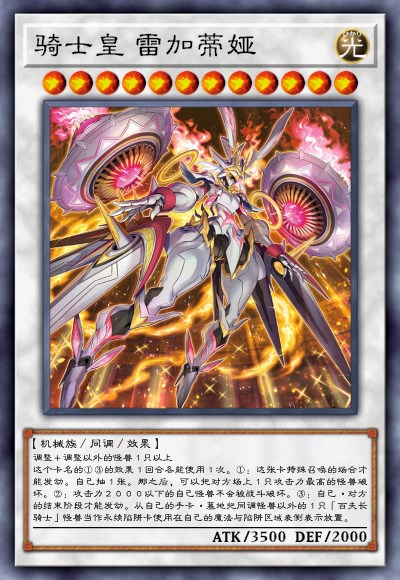 骑士皇 雷加蒂娅
光
【机械族/同调/效果】
调整+调整以外的怪兽1只以上
这个卡名的①③的效果1回合各能使用1次。①：这张卡特殊召唤的场合才
能发动。自己抽1张。那之后，可以把对方场上1只攻击力最高的怪兽破
坏。②：攻击力2000以下的自己怪兽不会被战斗破坏。③：自己·对方
的结束阶段才能发动。从自己的手卡·墓地把同调怪兽以外的1只「百夫长
骑士」怪兽当作永续陷阱卡使用在自己的魔法与陷阱区域表侧表示放置。
ATK/3500 DEF/2000